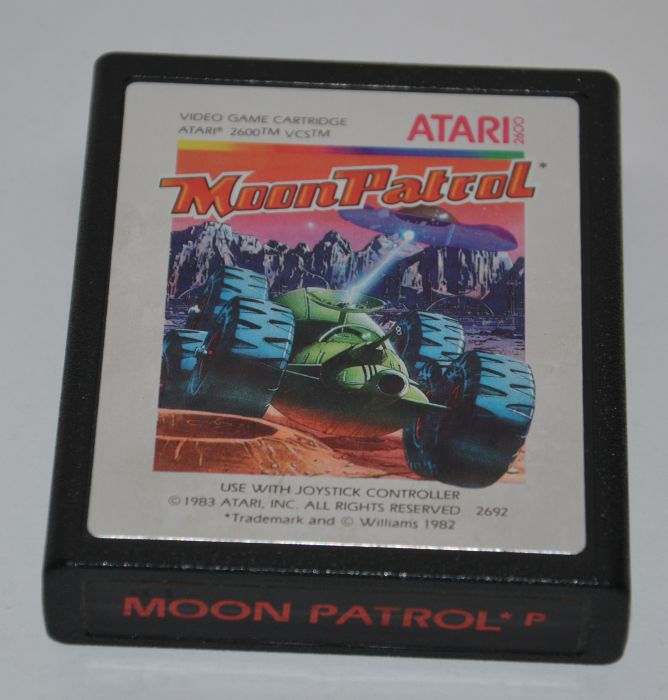 VIDEO GAME CARTRIDGE
ATARI® 2600™ VCS™
ATARI 2600
Moon Patrol*
8
USE WITH JOYSTICK CONTROLLER
©1983 ATARI, INC. ALL RIGHTS RESERVED 2692
*Trademark and © Williams 1982
MOON PATROL* P